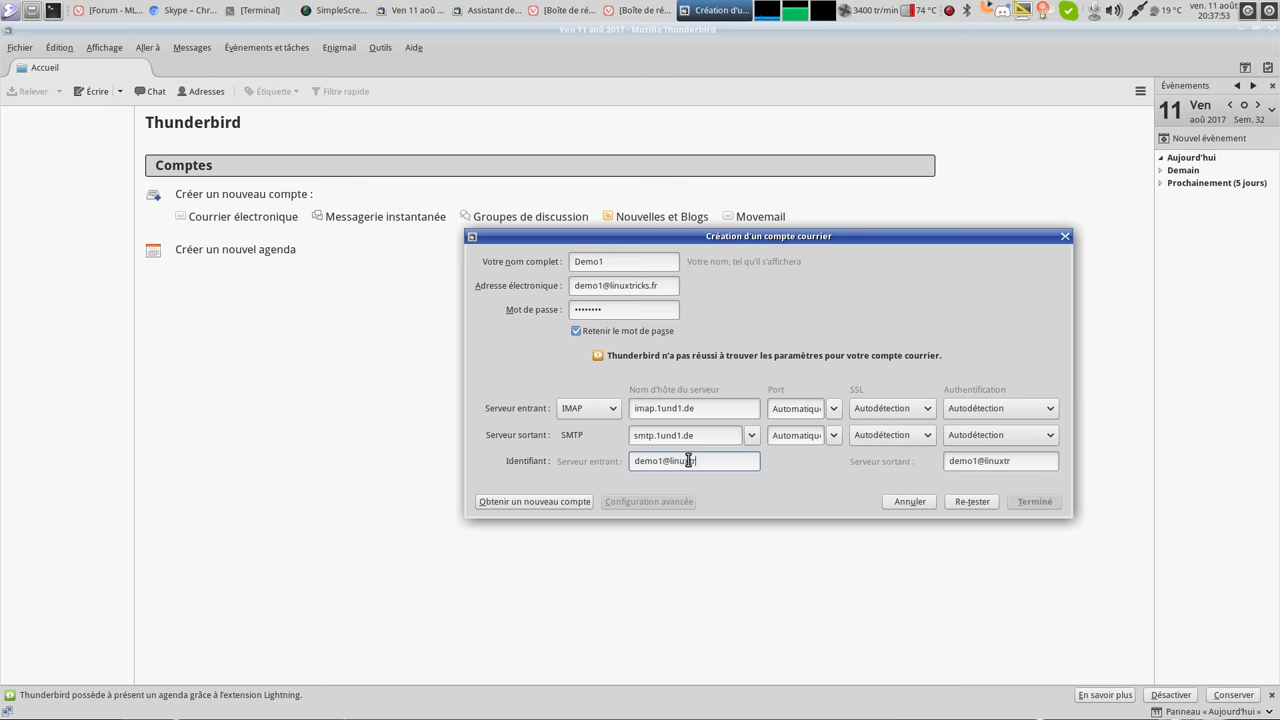 [Forum - ML... Skype – Chr... [Terminal] SimpleScre... Ven 11 aoû ... Assistant de... [Boîte de ré... [Boîte de ré... Création d'u... 3400 tr/min 74 °C 19 °C ven. 11 août
20:37:53
Ven 11 aoû 2017 - Mozilla Thunderbird
Fichier Édition Affichage Aller à Messages Évènements et tâches Enigmail Outils Aide
Accueil
Relever Écrire Chat Adresses Étiquette Filtre rapide
Évènements
11 Ven
août 2017 Sem. 32
Nouvel évènement
Aujourd'hui
Demain
Prochainement (5 jours)
Thunderbird
Comptes
Créer un nouveau compte :
Courrier électronique Messagerie instantanée Groupes de discussion Nouvelles et Blogs Movemail
Créer un nouvel agenda
Création d'un compte courrier
Votre nom complet : Demo1 Votre nom, tel qu'il s'affichera
Adresse électronique : demo1@linuxtricks.fr
Mot de passe : ••••••••
Retenir le mot de passe
Thunderbird n'a pas réussi à trouver les paramètres pour votre compte courrier.
Nom d'hôte du serveur Port SSL Authentification
Serveur entrant : IMAP imap.1und1.de Automatiqu Autodétection Autodétection
Serveur sortant : SMTP smtp.1und1.de Automatiqu Autodétection Autodétection
Identifiant : Serveur entrant : demo1@linuxtr Serveur sortant : demo1@linuxtr
Obtenir un nouveau compte Configuration avancée Annuler Re-tester Terminé
Thunderbird possède à présent un agenda grâce à l'extension Lightning. En savoir plus Désactiver Conserver
11 Panneau « Aujourd'hui »